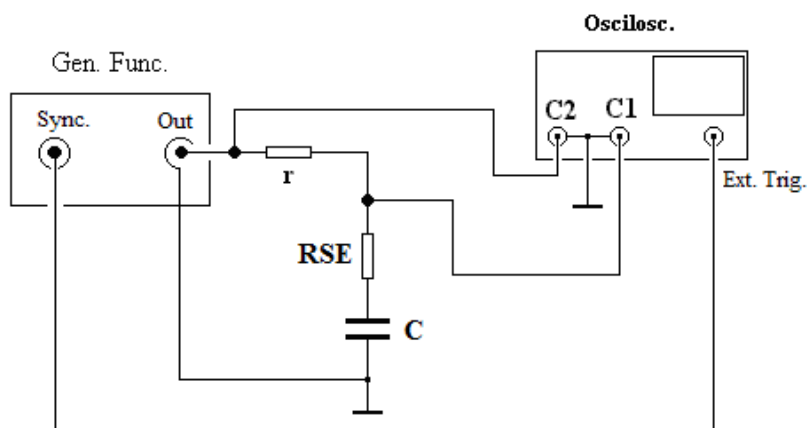 Oscilosc.
Gen. Func.
Sync.
Out
C2
C1
Ext. Trig.
r
RSE
C